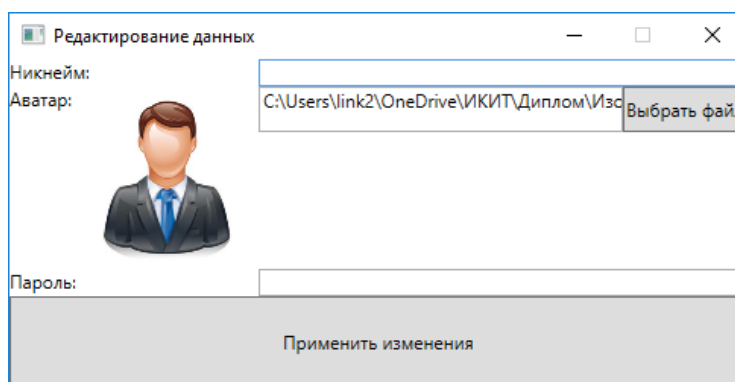 Редактирование данных
Никнейм:
Аватар: C:\Users\link2\OneDrive\ИКИТ\Диплом\Изо Выбрать фай
Пароль:
Применить изменения